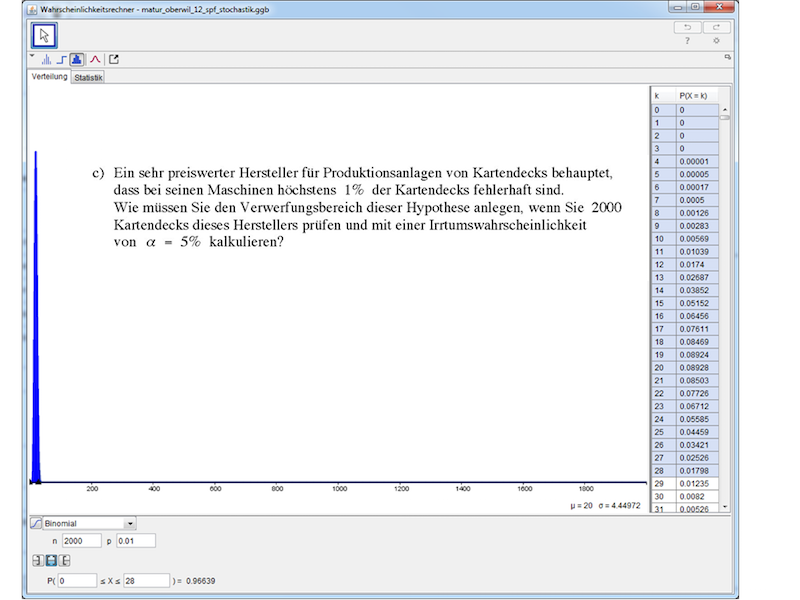 Wahrscheinlichkeitsrechner - matur_oberwil_12_spf_stochastik.ggb
?
Verteilung Statistik
c) Ein sehr preiswerter Hersteller für Produktionsanlagen von Kartendecks behauptet,
dass bei seinen Maschinen höchstens 1% der Kartendecks fehlerhaft sind.
Wie müssen Sie den Verwerfungsbereich dieser Hypothese anlegen, wenn Sie 2000
Kartendecks dieses Herstellers prüfen und mit einer Irrtumswahrscheinlichkeit
von α = 5% kalkulieren?
200 400 600 800 1000 1200 1400 1600 1800
μ = 20 σ = 4.44972
k P(X = k)
0 0
1 0
2 0
3 0
4 0.00001
5 0.00005
6 0.00017
7 0.0005
8 0.00126
9 0.00283
10 0.00569
11 0.01039
12 0.0174
13 0.02687
14 0.03852
15 0.05152
16 0.06456
17 0.07611
18 0.08469
19 0.08924
20 0.08928
21 0.08503
22 0.07726
23 0.06712
24 0.05585
25 0.04459
26 0.03421
27 0.02526
28 0.01798
29 0.01235
30 0.0082
31 0.00526
Binomial
n 2000 p 0.01
P( 0 ≤ X ≤ 28 ) = 0.96639